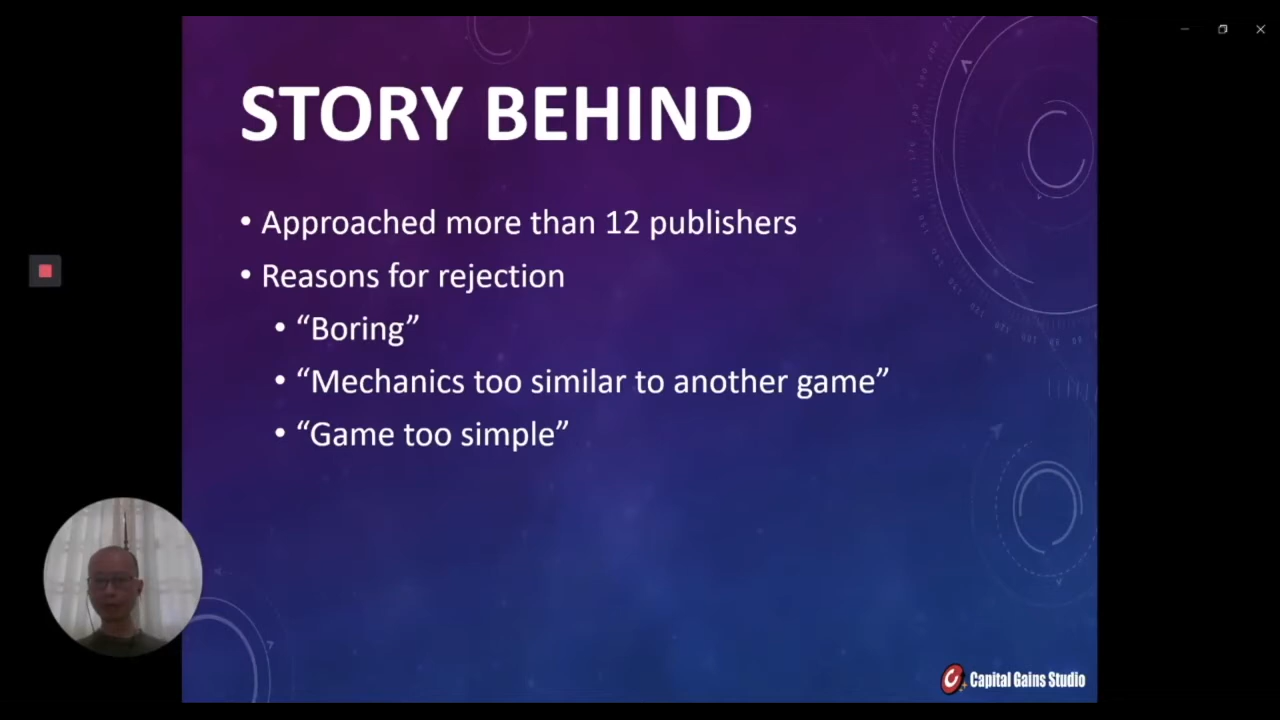 STORY BEHIND
• Approached more than 12 publishers
• Reasons for rejection
• “Boring”
• “Mechanics too similar to another game”
• “Game too simple”
Capital Gains Studio